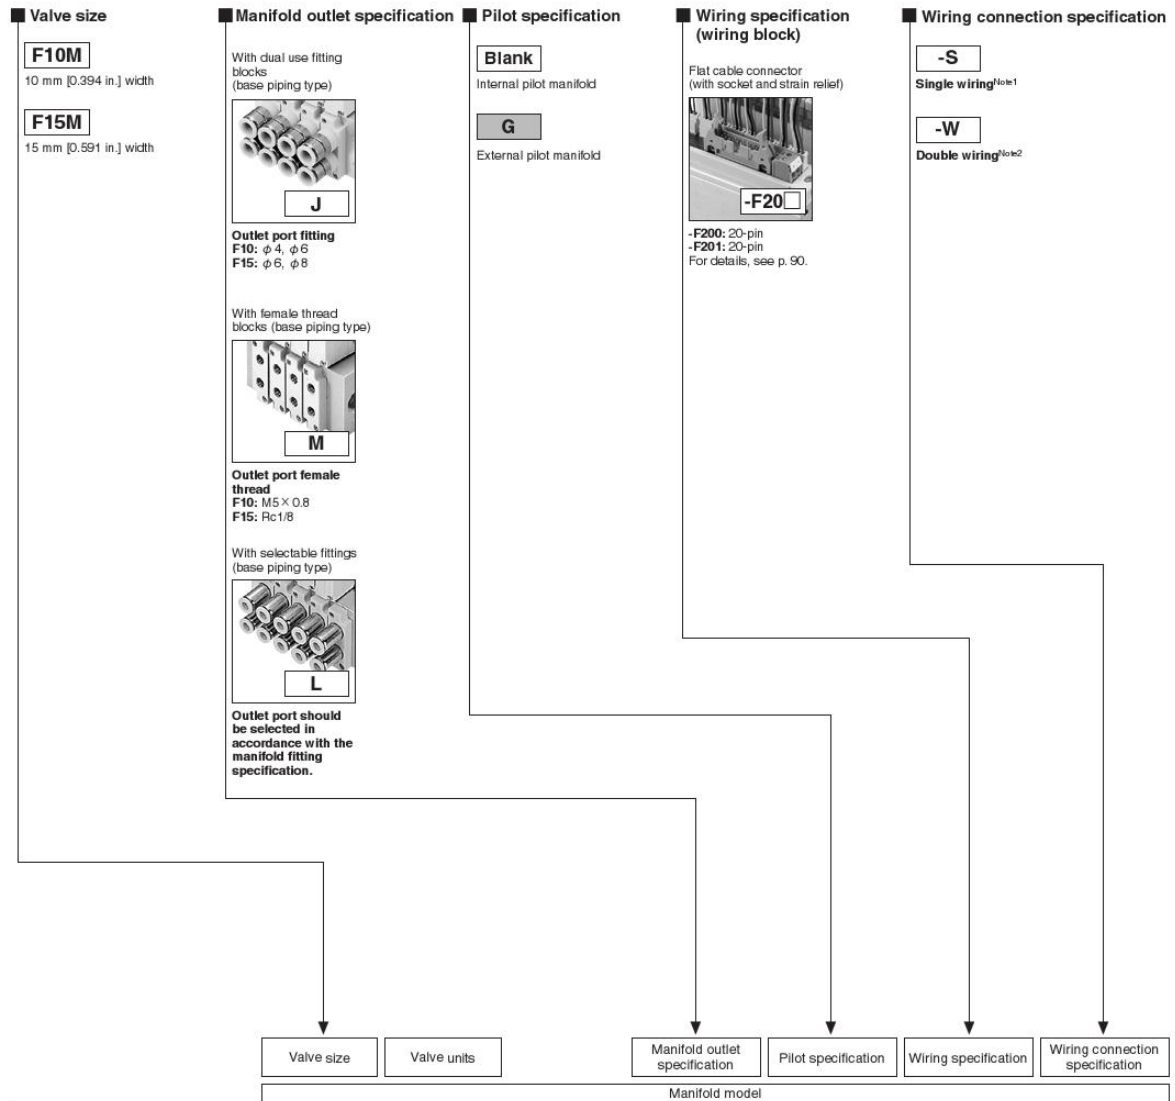 ■ Valve size
F10M
10 mm [0.394 in.] width
F15M
15 mm [0.591 in.] width
■ Manifold outlet specification
With dual use fitting
blocks
(base piping type)
J
Outlet port fitting
F10: φ4, φ6
F15: φ6, φ8
With female thread
blocks (base piping type)
M
Outlet port female
thread
F10: M5×0.8
F15: Rc1/8
With selectable fittings
(base piping type)
L
Outlet port should
be selected in
accordance with the
manifold fitting
specification.
■ Pilot specification
Blank
Internal pilot manifold
G
External pilot manifold
■ Wiring specification
(wiring block)
Flat cable connector
(with socket and strain relief)
-F20□
-F200: 20-pin
-F201: 20-pin
For details, see p. 90.
■ Wiring connection specification
-S
Single wiringNote1
-W
Double wiringNote2
Valve size
Valve units
Manifold outlet
specification
Pilot specification
Wiring specification
Wiring connection
specification
Manifold model